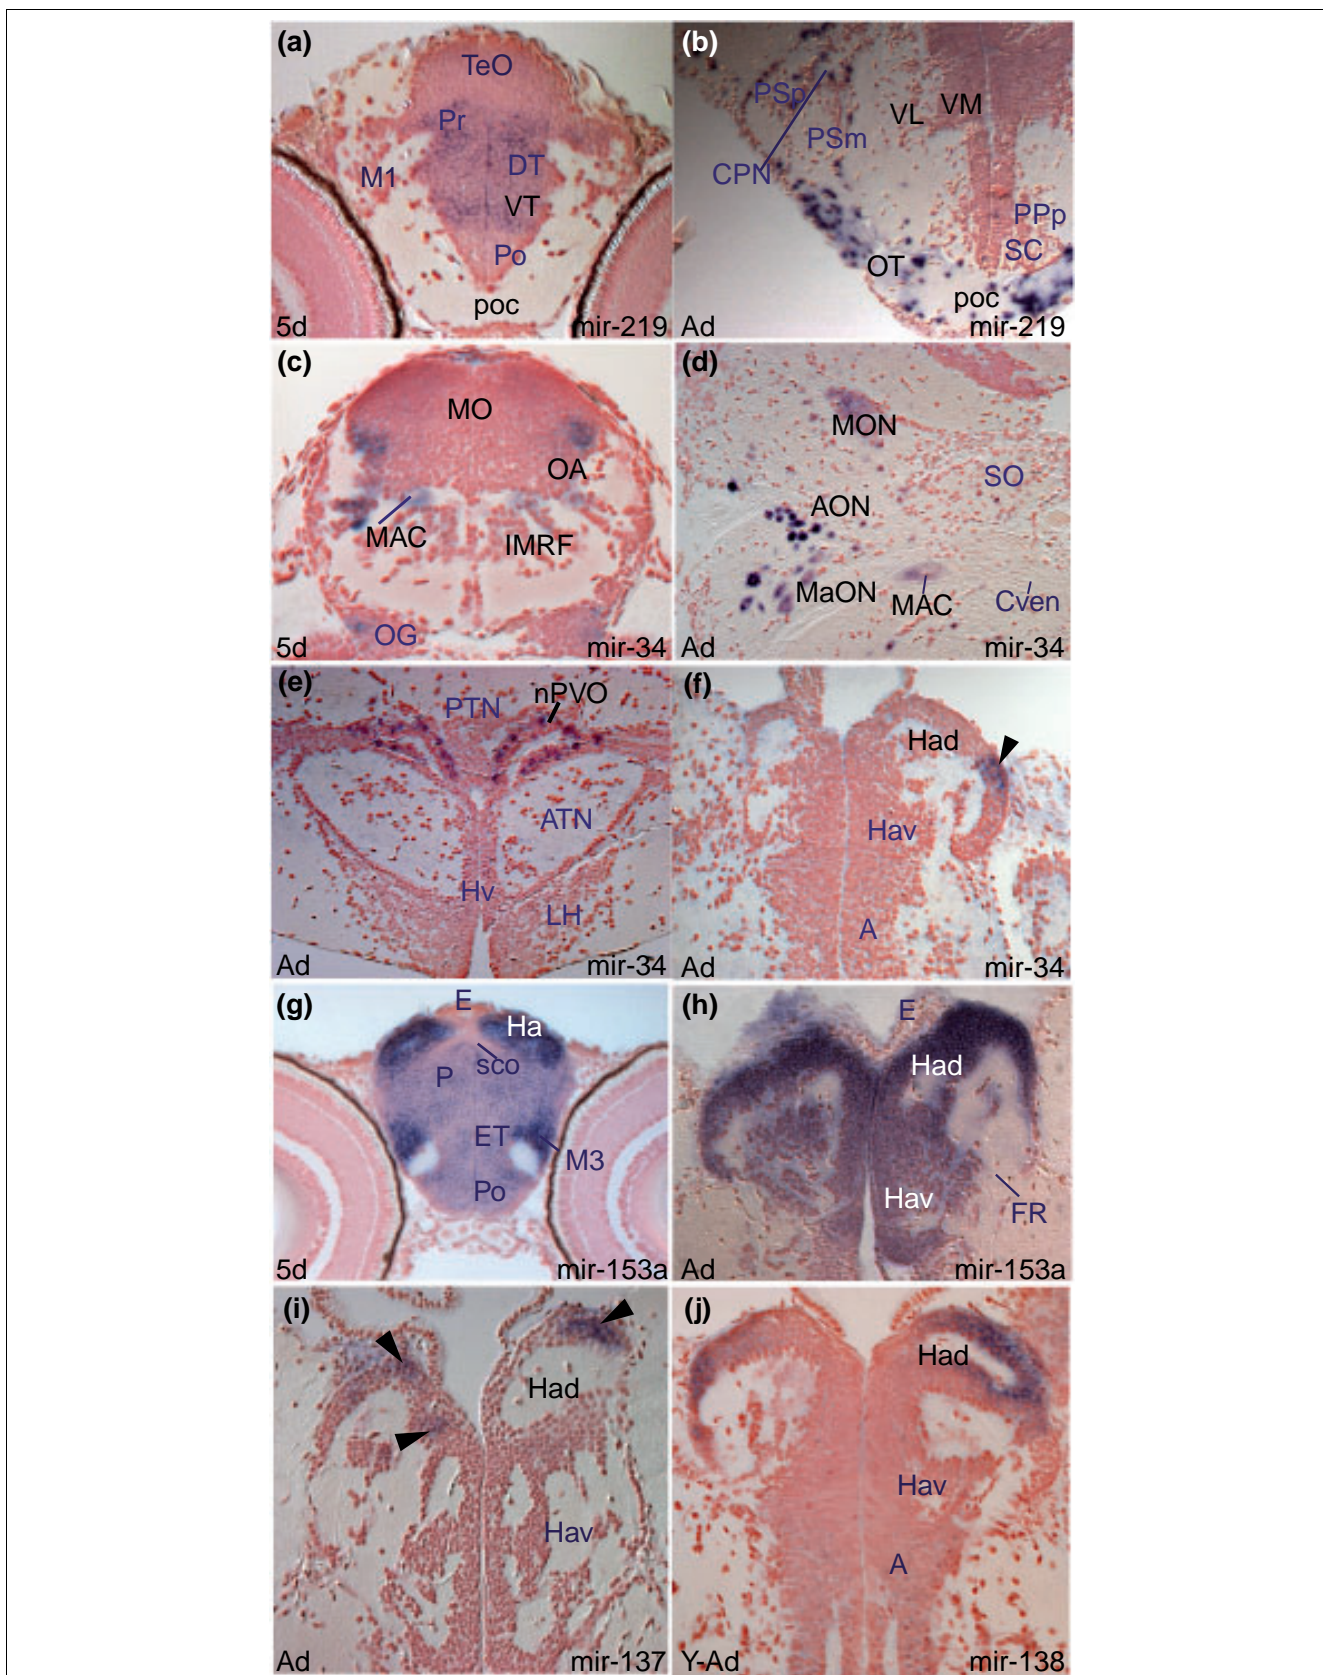 (a)
TeO
Pr
DT
M1
VT
Po
poc
5d
mir-219
(b)
PSp
VL
VM
PSm
CPN
PPp
SC
OT
poc
Ad
mir-219
(c)
MO
OA
MAC
IMRF
OG
5d
mir-34
(d)
MON
SO
AON
MaON
MAC
Cven
Ad
mir-34
(e)
nPVO
PTN
ATN
Hv
LH
Ad
mir-34
(f)
Had
Hav
A
Ad
mir-34
(g)
E
Ha
sco
P
ET
M3
Po
5d
mir-153a
(h)
E
Had
Hav
FR
Ad
mir-153a
(i)
Had
Hav
Ad
mir-137
(j)
Had
Hav
A
Y-Ad
mir-138